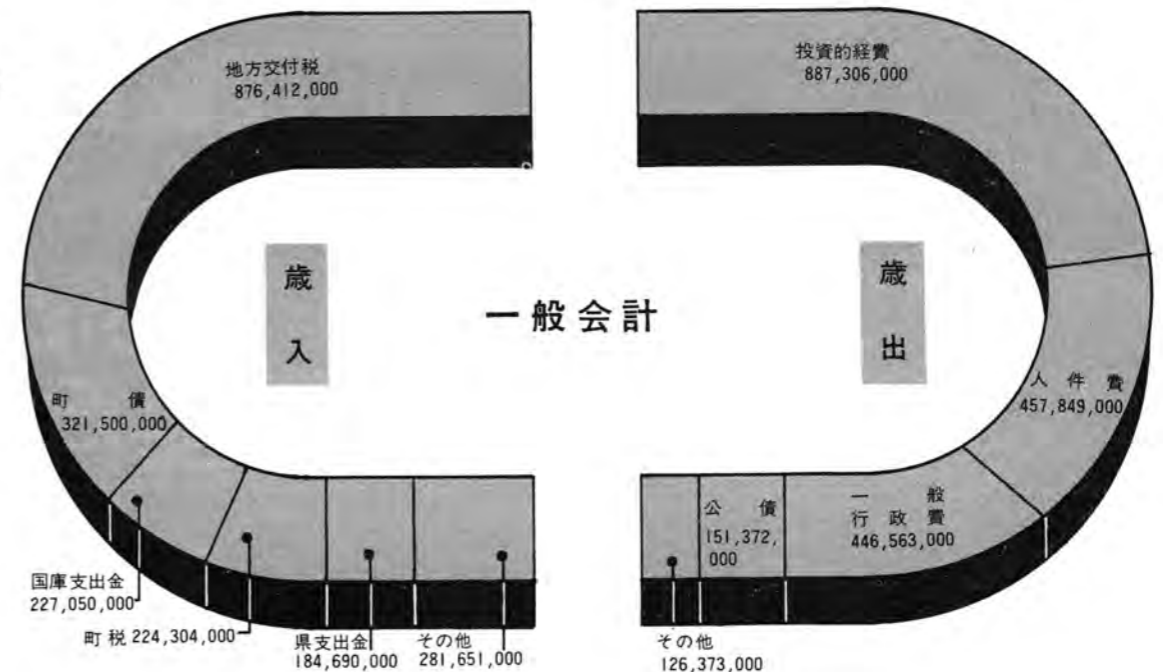 地方交付税
876,412,000
投資的経費
887,306,000
歳入
一般会計
歳出
町債
321,500,000
人件費
457,849,000
公債
151,372,
000
一般
行政費
446,563,000
国庫支出金
227,050,000
町税 224,304,000
県支出金
184,690,000
その他
281,651,000
その他
126,373,000